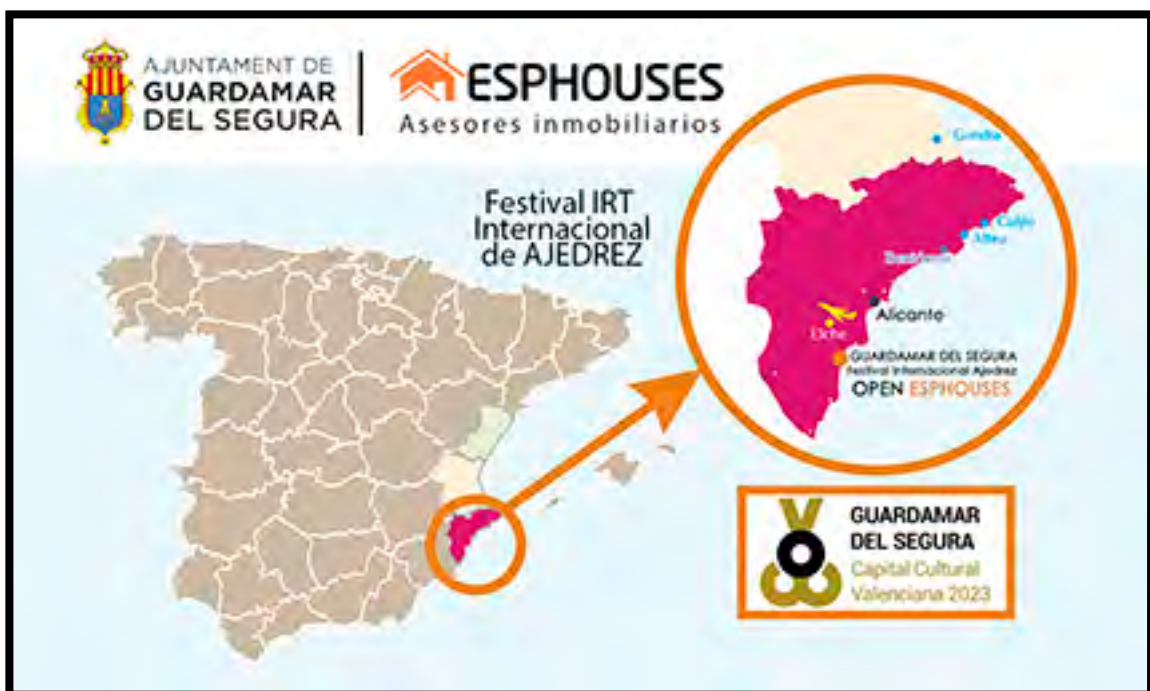 AJUNTAMENT DE
GUARDAMAR
DEL SEGURA
ESPHOUSES
Asesores inmobiliarios
Festival IRT
Internacional
de AJEDREZ
Gandia
Calpe
Altea
Benidorm
Alicante
Elche
GUARDAMAR DEL SEGURA
Festival Internacional Ajedrez
OPEN ESPHOUSES
GUARDAMAR
DEL SEGURA
Capital Cultural
Valenciana 2023